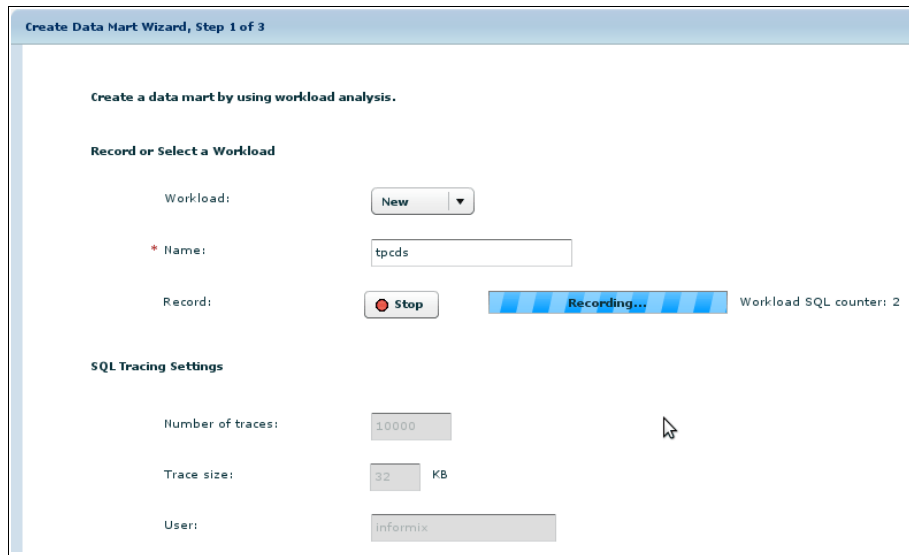 Create Data Mart Wizard, Step 1 of 3
Create a data mart by using workload analysis.
Record or Select a Workload
Workload: New
* Name: tpcds
Record: Stop Recording... Workload SQL counter: 2
SQL Tracing Settings
Number of traces: 10000
Trace size: 32 KB
User: informix